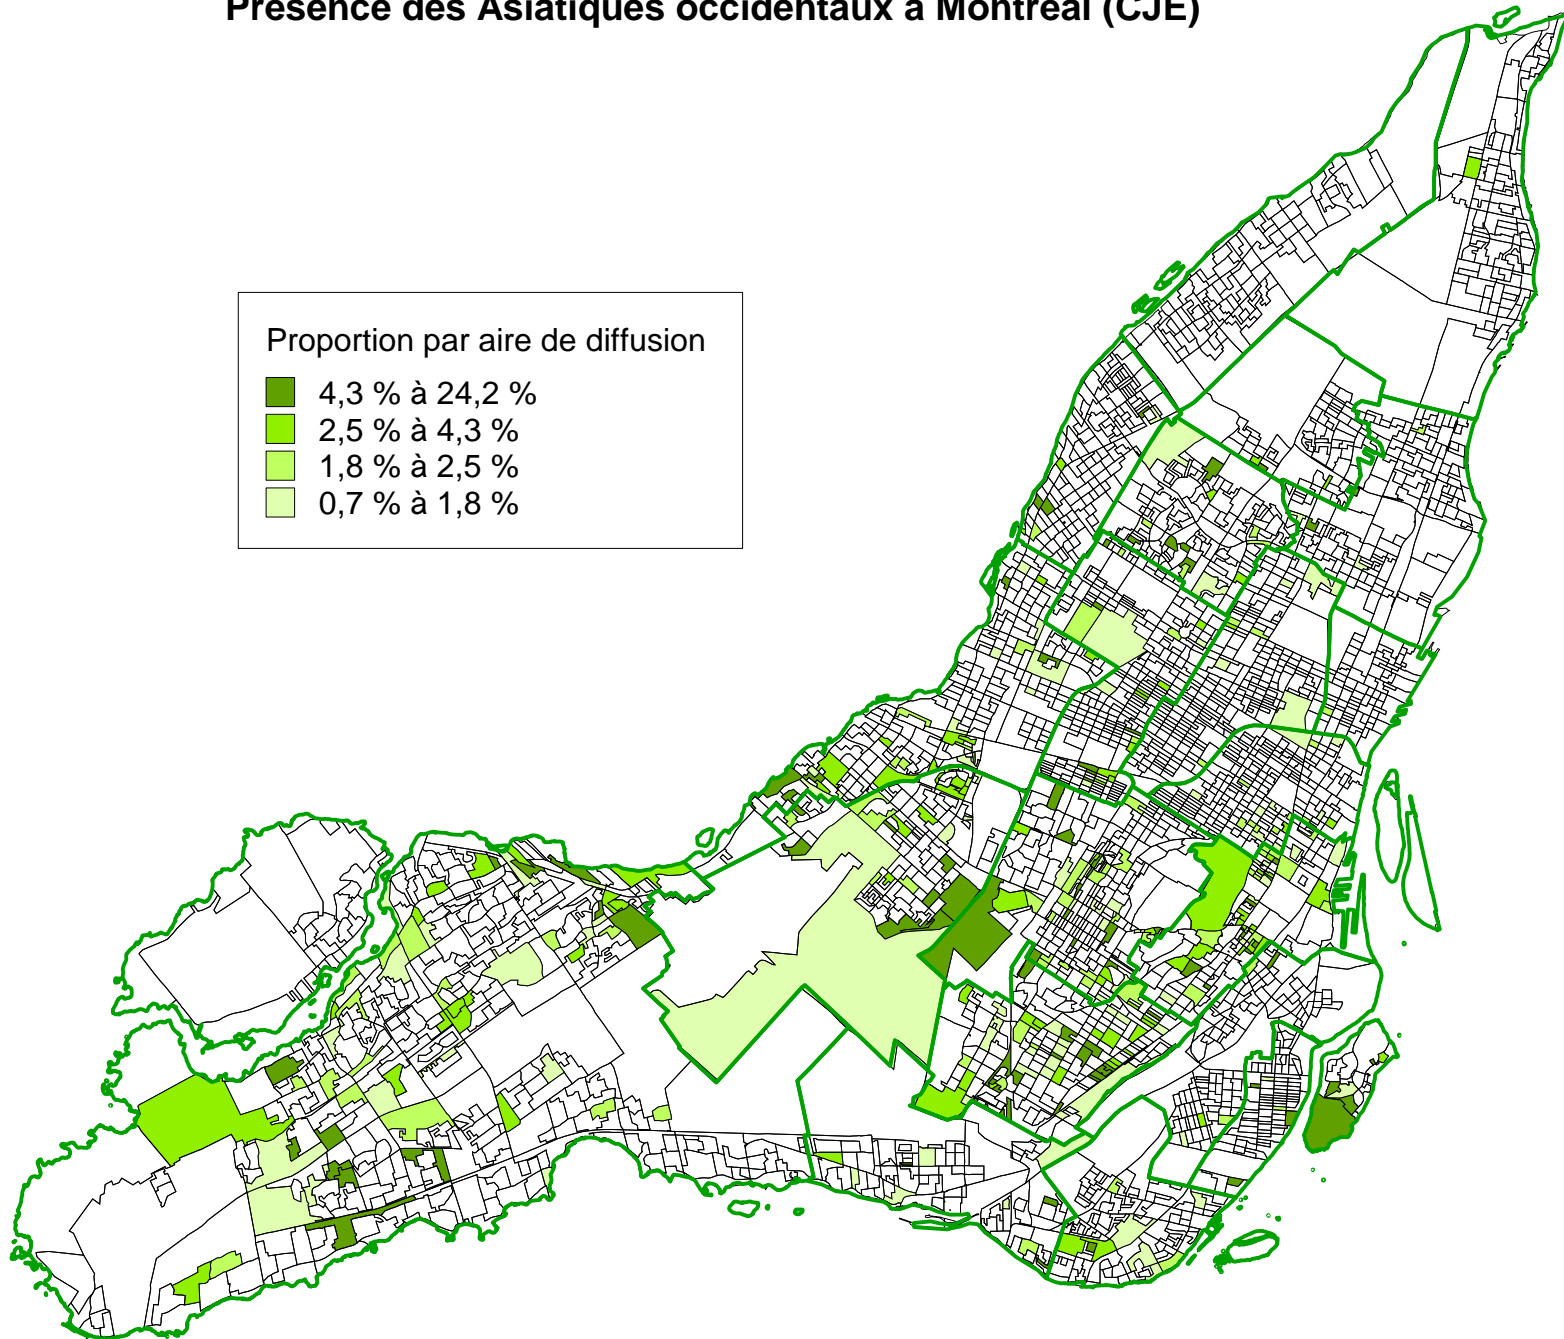 Présence des Asiatiques occidentaux à Montréal (CJE)
Proportion par aire de diffusion
4,3 % à 24,2 %
2,5 % à 4,3 %
1,8 % à 2,5 %
0,7 % à 1,8 %